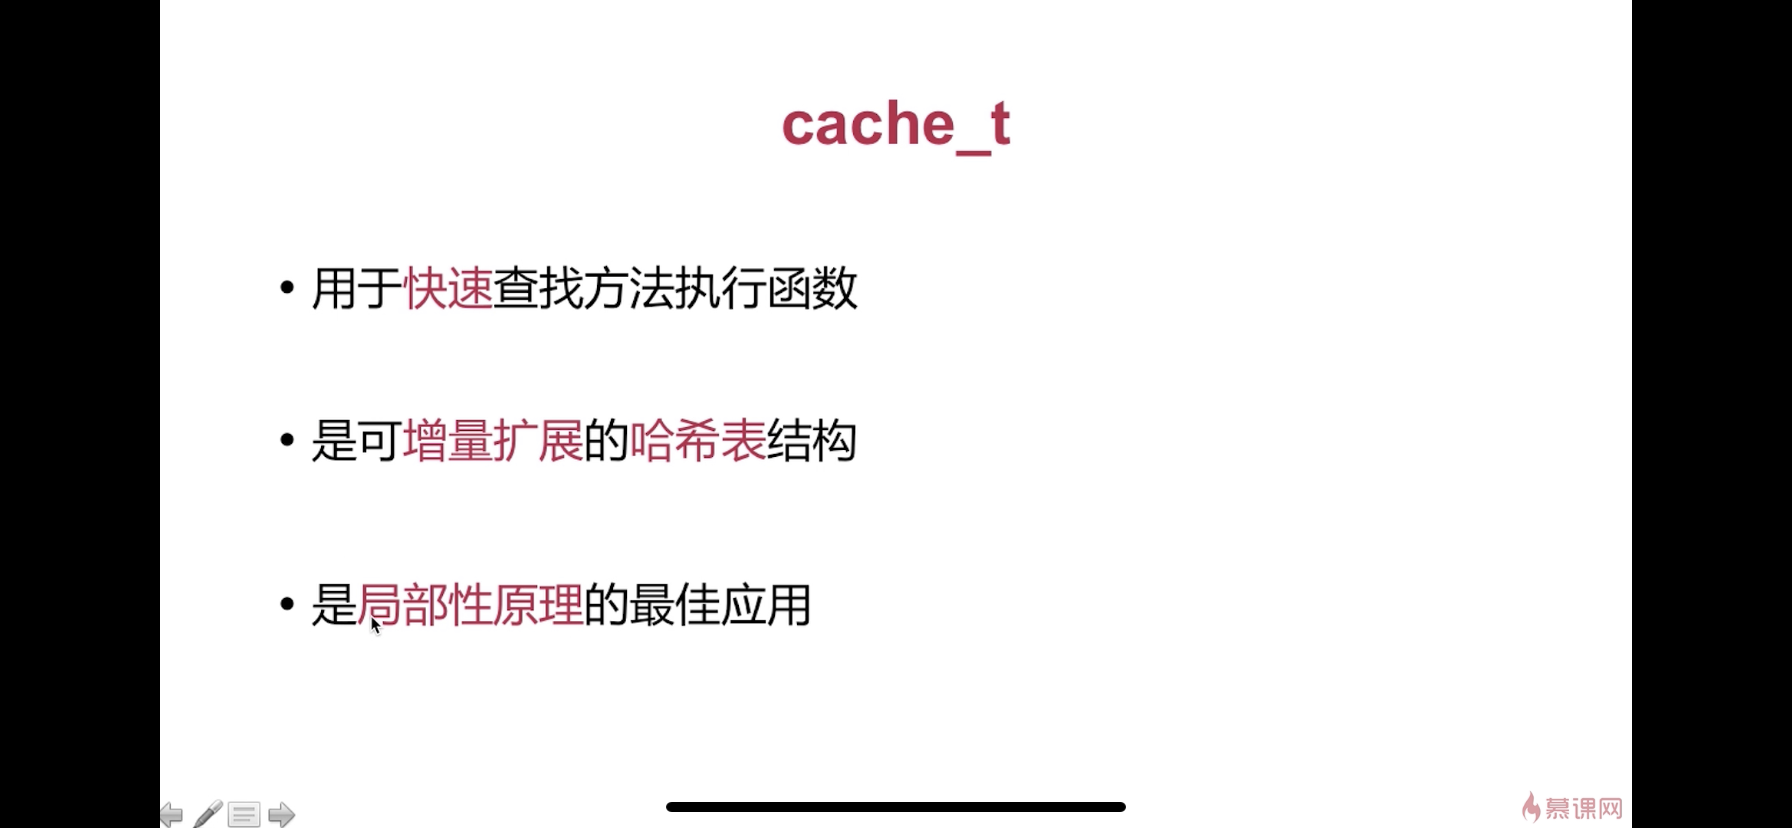 cache_t
• 用于快速查找方法执行函数
• 是可增量扩展的哈希表结构
• 是局部性原理的最佳应用
慕课网